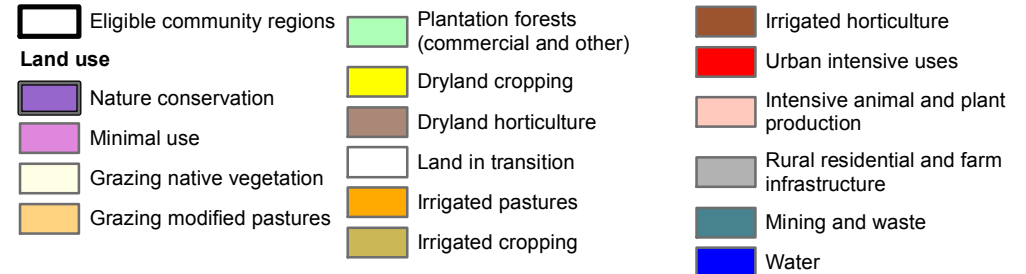 Eligible community regions
Land use
Nature conservation
Minimal use
Grazing native vegetation
Grazing modified pastures
Plantation forests
(commercial and other)
Dryland cropping
Dryland horticulture
Land in transition
Irrigated pastures
Irrigated cropping
Irrigated horticulture
Urban intensive uses
Intensive animal and plant
production
Rural residential and farm
infrastructure
Mining and waste
Water